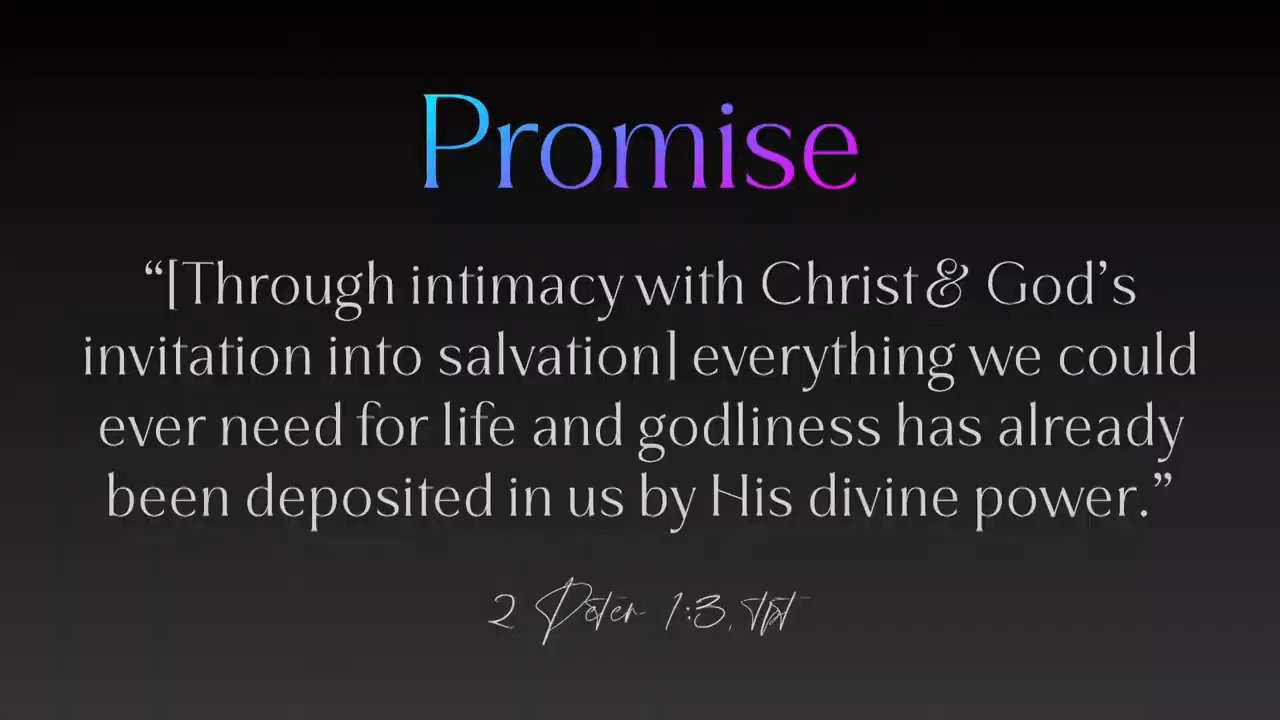 Promise
“[Through intimacy with Christ & God’s
invitation into salvation] everything we could
ever need for life and godliness has already
been deposited in us by His divine power.”
2 Peter 1:3, tpt